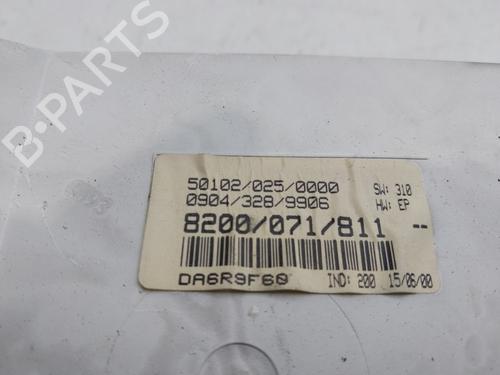 B-PARTS
50102/025/0000 SW: 310
0904/328/9906 HW: EP
8200/071/811 --
DA6R9F60 IND: 200 15/06/00